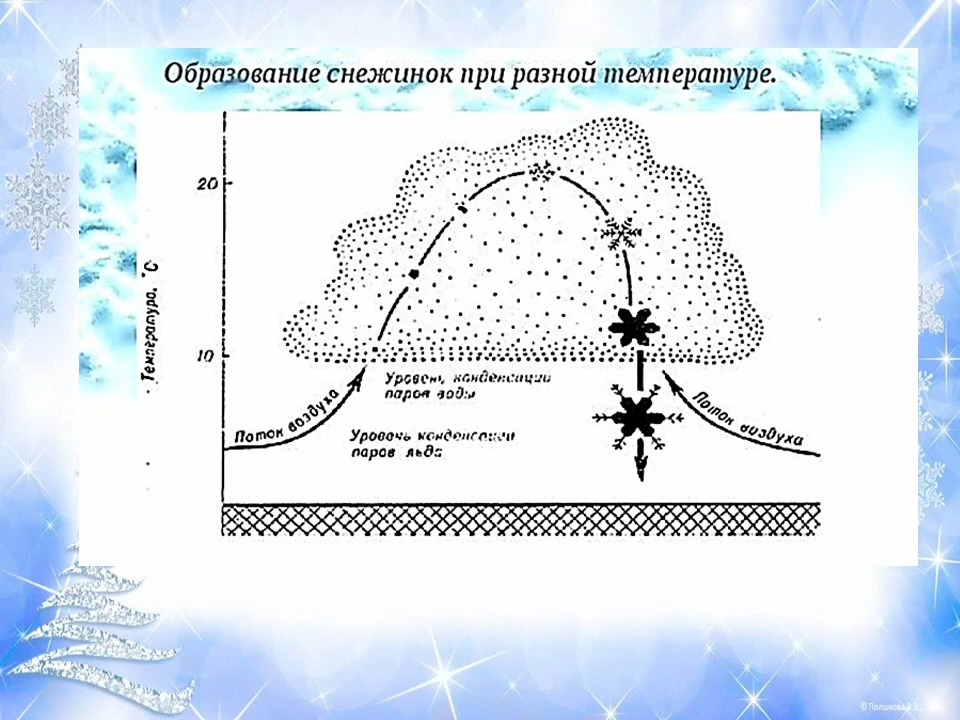 Образование снежинок при разной температуре.
20
10
Температура, °С
Уровень конденсации
паров воды
Поток воздуха
Уровень конденсации
паров льда
Поток воздуха